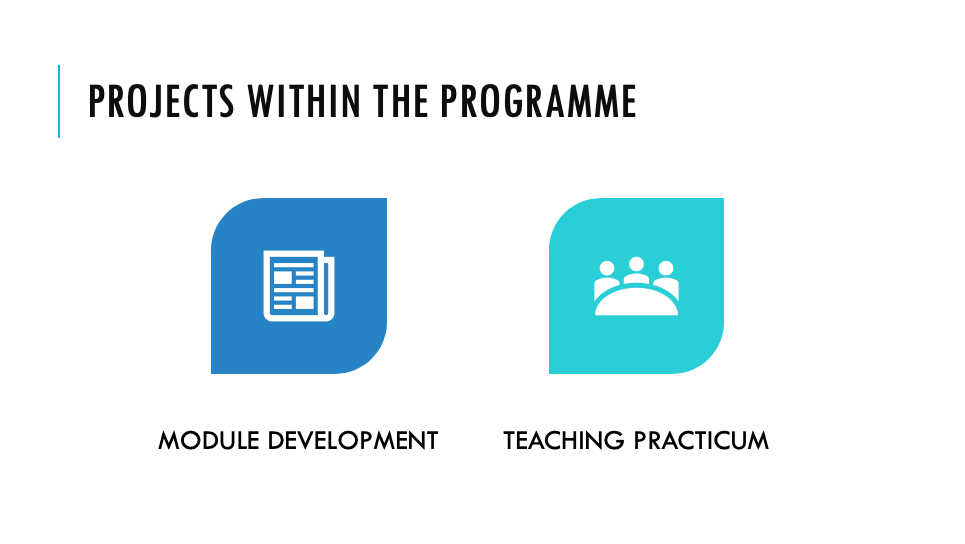 PROJECTS WITHIN THE PROGRAMME
MODULE DEVELOPMENT
TEACHING PRACTICUM